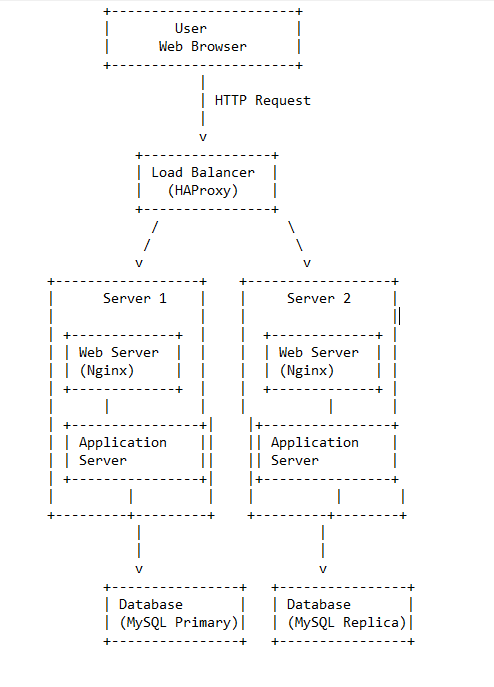 User
Web Browser
HTTP Request
Load Balancer
(HAProxy)
Server 1
Server 2
Web Server
(Nginx)
Web Server
(Nginx)
Application
Server
Application
Server
Database
(MySQL Primary)
Database
(MySQL Replica)